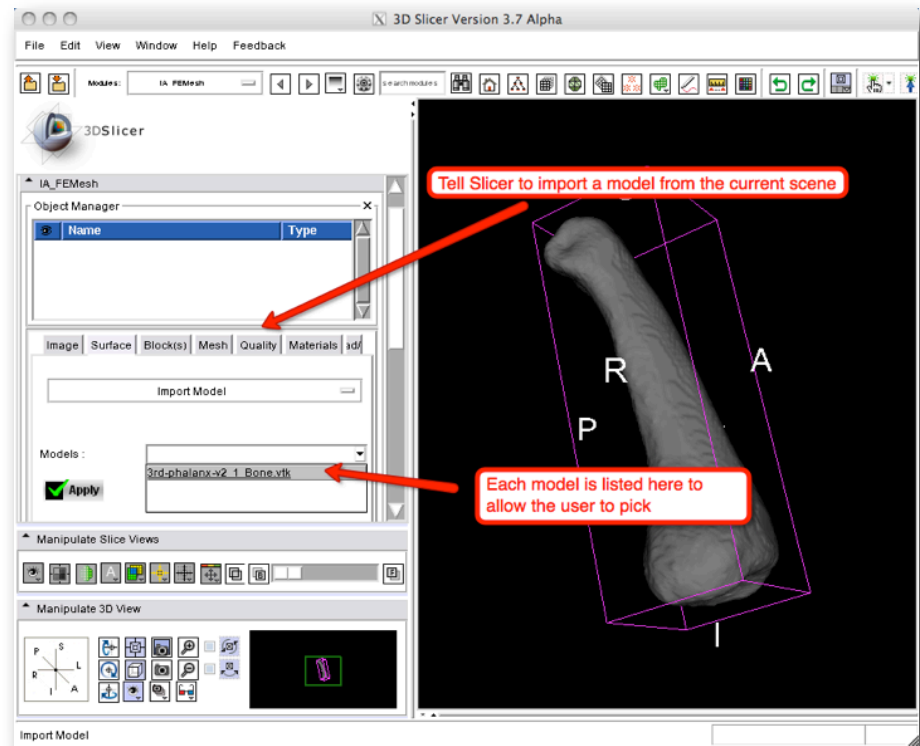 3D Slicer Version 3.7 Alpha
File Edit View Window Help Feedback
Modules: IA_FEMesh search modules
3DSlicer
IA_FEMesh
Object Manager
Name Type
Image Surface Block(s) Mesh Quality Materials ad/
Import Model
Models :
3rd-phalanx-v2_1_Bone.vtk
Apply
Manipulate Slice Views
Manipulate 3D View
P S
R L
I A
Tell Slicer to import a model from the current scene
R A
P
Each model is listed here to
allow the user to pick
I
Import Model